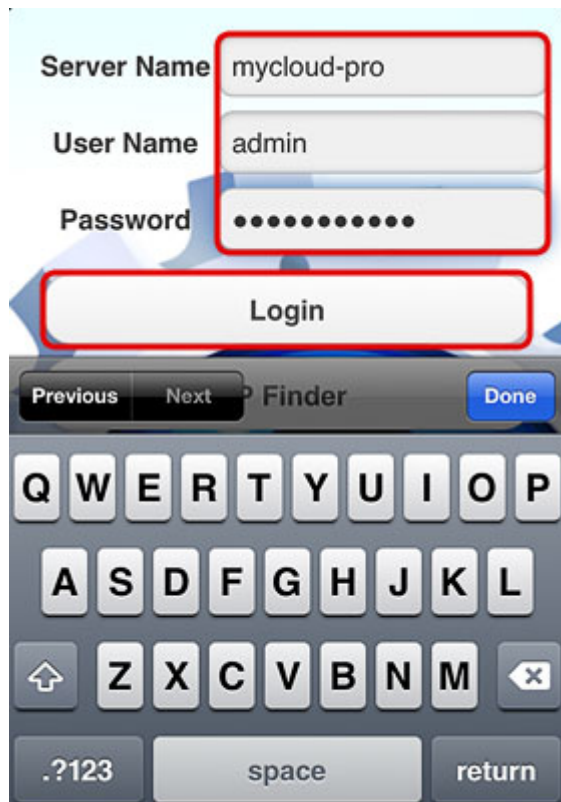 Server Name mycloud-pro
User Name admin
Password ●●●●●●●●●●●
Login
Previous Next P Finder Done
Q W E R T Y U I O P
A S D F G H J K L
Z X C V B N M
.?123 space return